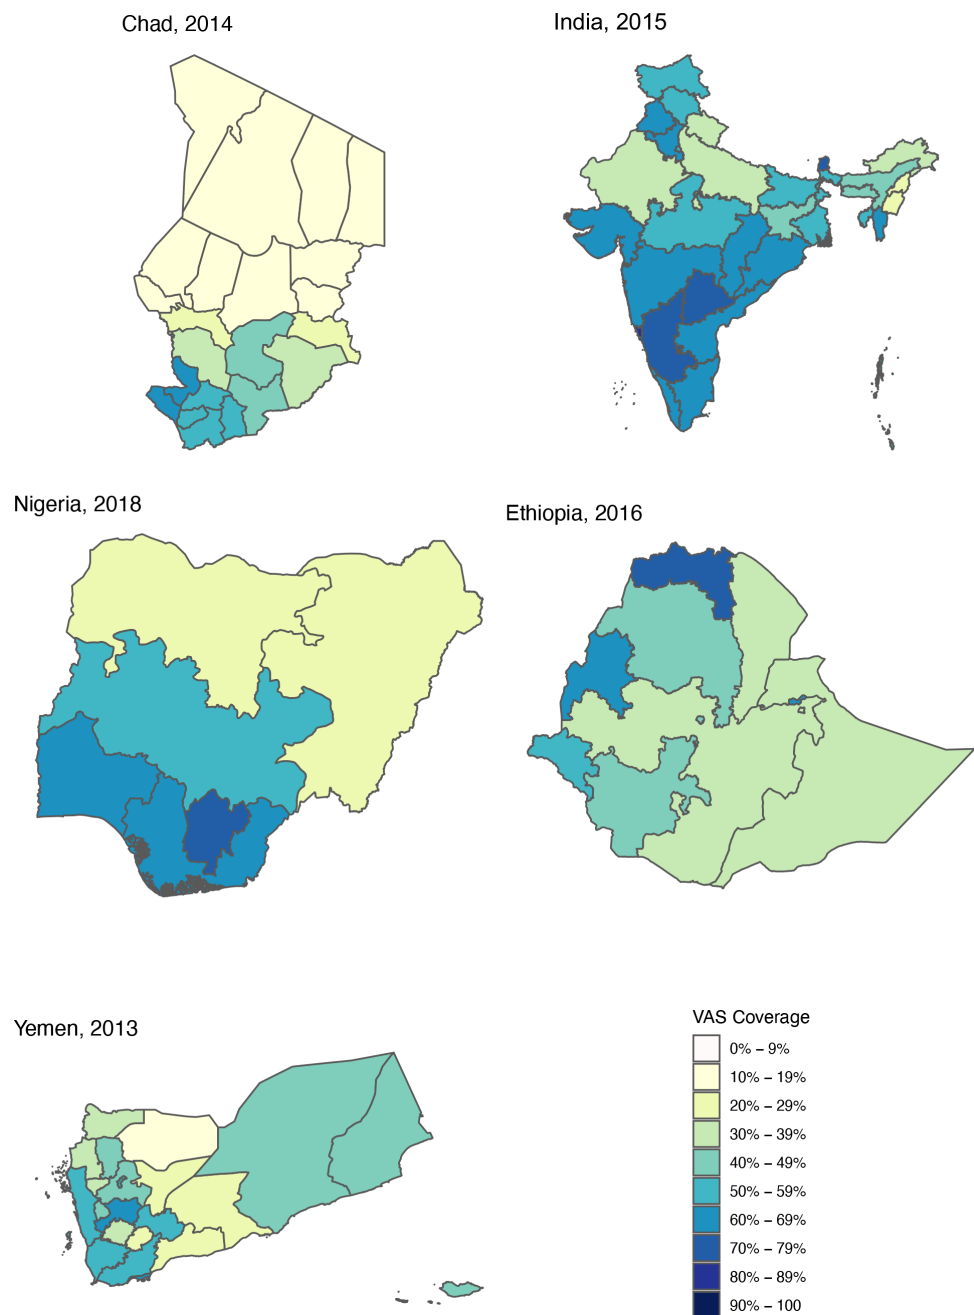 Chad, 2014
India, 2015
Nigeria, 2018
Ethiopia, 2016
Yemen, 2013
VAS Coverage
0% – 9%
10% – 19%
20% – 29%
30% – 39%
40% – 49%
50% – 59%
60% – 69%
70% – 79%
80% – 89%
90% – 100